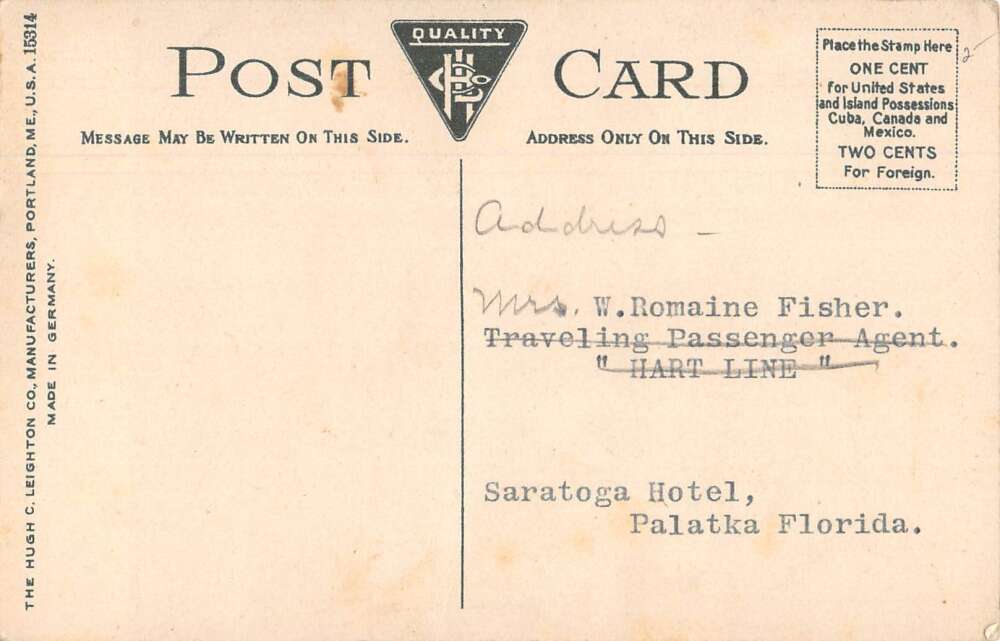 POST CARD
QUALITY
MESSAGE MAY BE WRITTEN ON THIS SIDE.
ADDRESS ONLY ON THIS SIDE.
Place the Stamp Here
ONE CENT
for United States
and Island Possessions
Cuba, Canada and
Mexico.
TWO CENTS
For Foreign.
2-
Address -
Mrs. W.Romaine Fisher.
Traveling Passenger Agent.
" HART LINE "
Saratoga Hotel,
Palatka Florida.
THE HUGH C. LEIGHTON CO., MANUFACTURERS, PORTLAND, ME., U.S.A. 15314
MADE IN GERMANY.